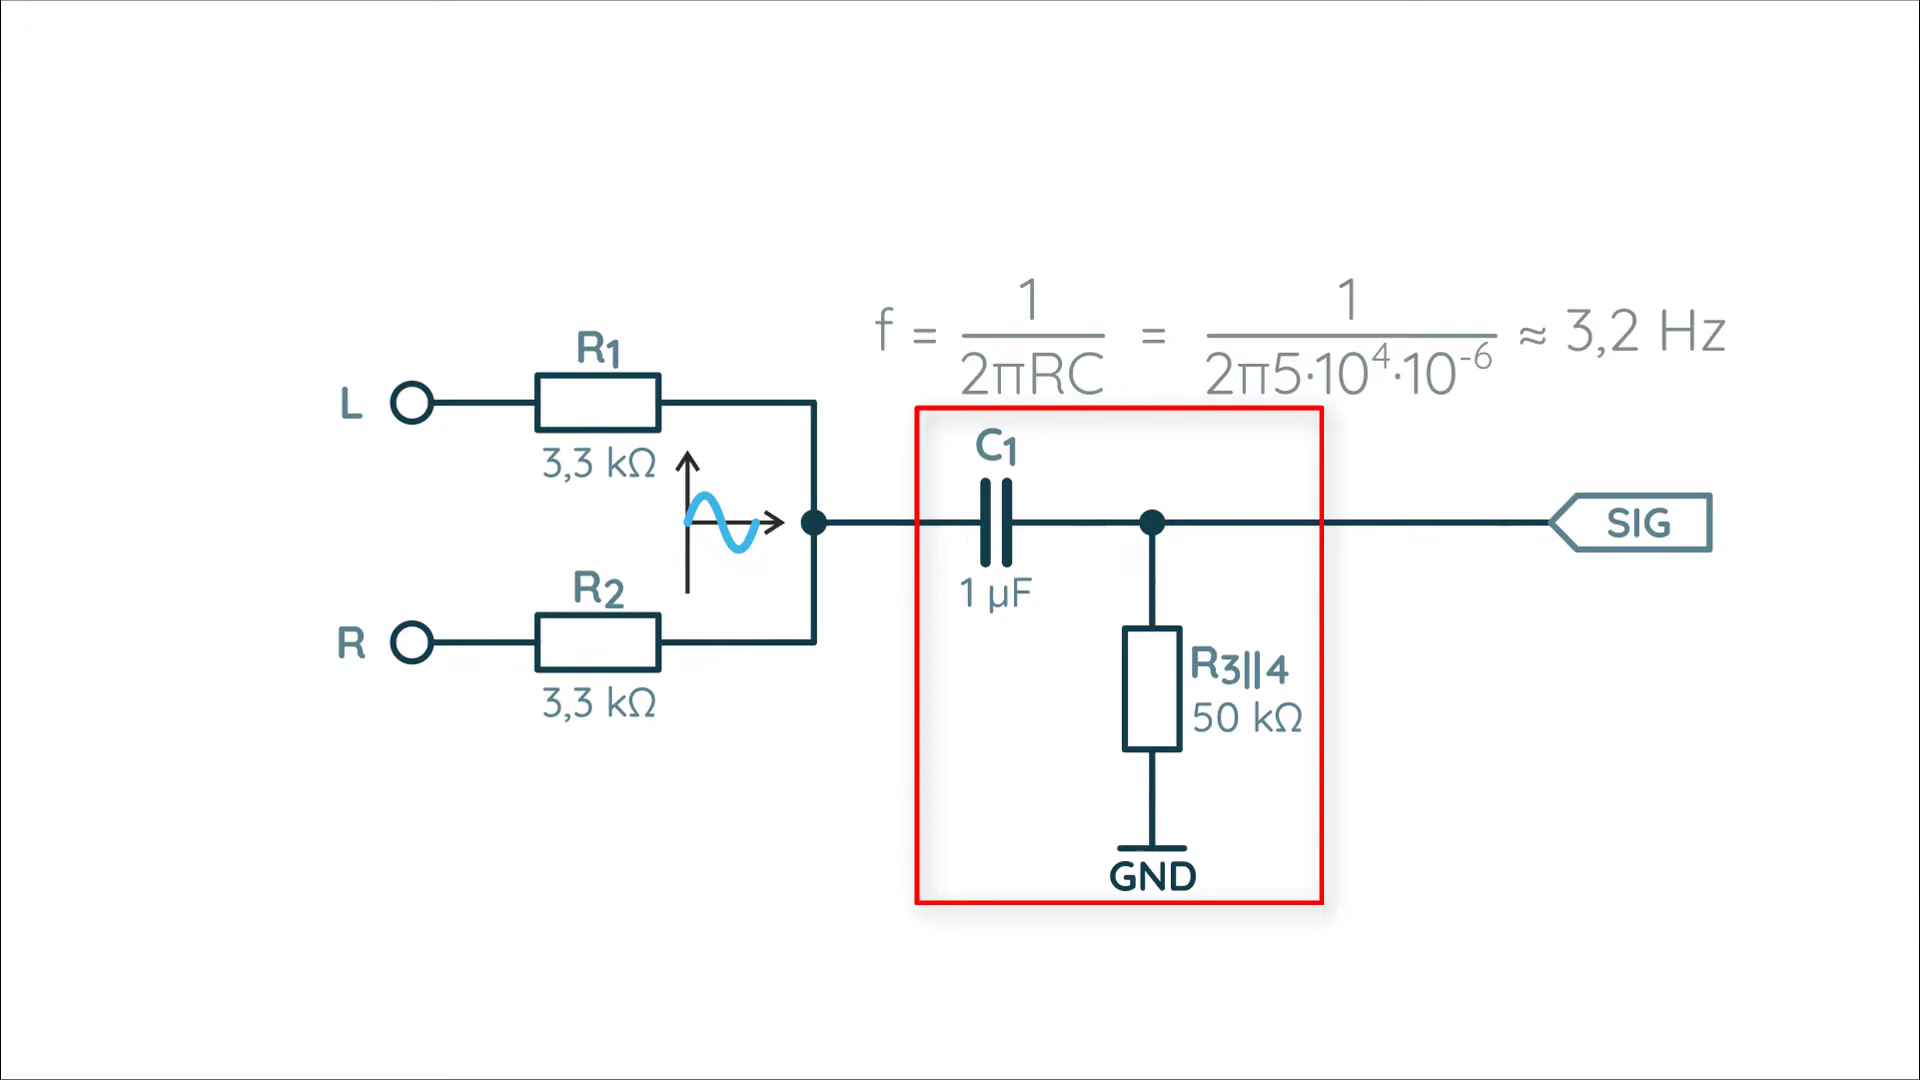 f = 1 / 2πRC = 1 / 2π5·10⁴·10⁻⁶ ≈ 3,2 Hz
R1
L
3,3 kΩ
C1
1 µF
SIG
R2
R
3,3 kΩ
R3||4
50 kΩ
GND